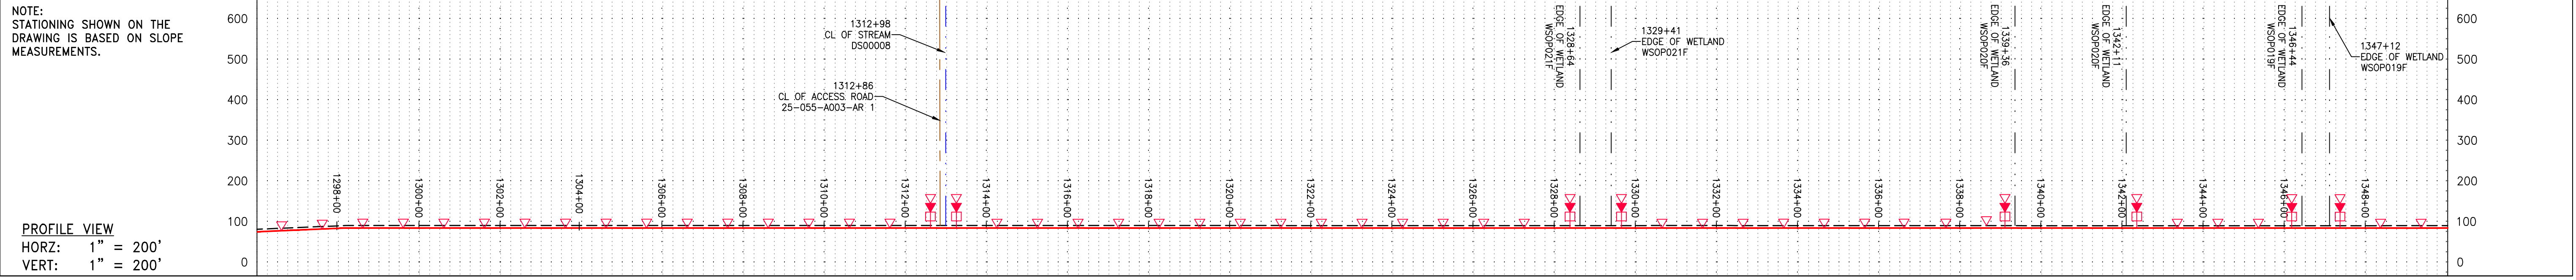 NOTE:
STATIONING SHOWN ON THE
DRAWING IS BASED ON SLOPE
MEASUREMENTS.
PROFILE VIEW
HORZ: 1" = 200'
VERT: 1" = 200'
600
500
400
300
200
100
0
1312+98
CL OF STREAM
DS00008
1312+86
CL OF ACCESS ROAD
25-055-A003-AR 1
1328+64
EDGE OF WETLAND
WSOP021F
1329+41
EDGE OF WETLAND
WSOP021F
1339+36
EDGE OF WETLAND
WSOP020F
1342+11
EDGE OF WETLAND
WSOP020F
1346+44
EDGE OF WETLAND
WSOP019F
1347+12
EDGE OF WETLAND
WSOP019F
1298+00
1300+00
1302+00
1304+00
1306+00
1308+00
1310+00
1312+00
1314+00
1316+00
1318+00
1320+00
1322+00
1324+00
1326+00
1328+00
1330+00
1332+00
1334+00
1336+00
1338+00
1340+00
1342+00
1344+00
1346+00
1348+00
600
500
400
300
200
100
0